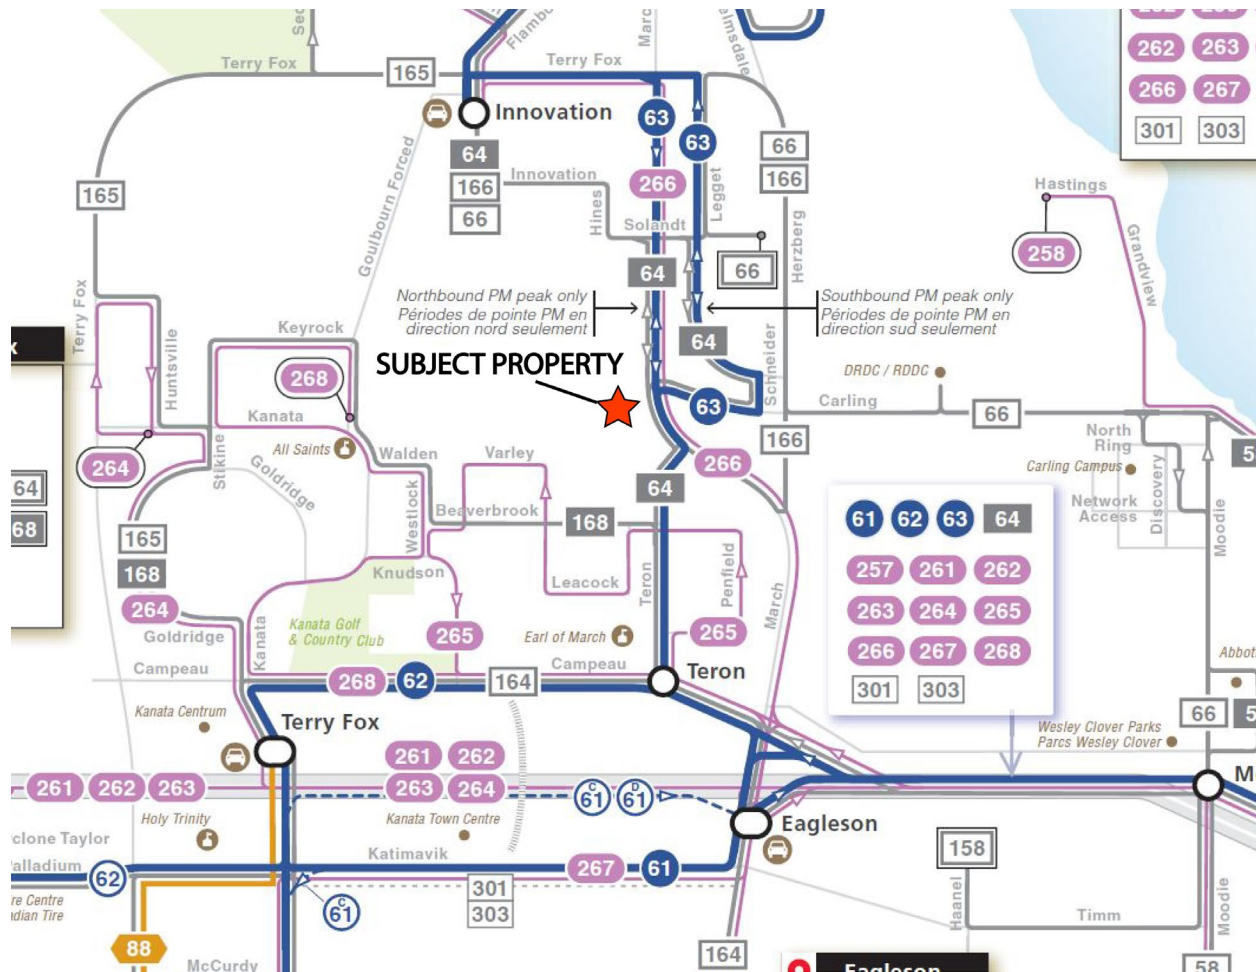 Terry Fox
165
Terry Fox
262 263
Innovation
63
63
266 267
64
66
301 303
166
Innovation
266
166
165
66
Hines
Legget
Hastings
Goulbourn Forced
Solandt
Herzberg
Grandview
258
64
66
Terry Fox
Northbound PM peak only
Périodes de pointe PM en
direction nord seulement
Southbound PM peak only
Périodes de pointe PM en
direction sud seulement
Keyrock
64
Huntsville
SUBJECT PROPERTY
Schneider
DRDC / RDDC
268
63
Carling
66
Kanata
166
North
Ring
All Saints
Walden
Varley
266
264
Stikine
Goldridge
Carling Campus
64
64
Beaverbrook
168
Westlock
Network
Access
Discovery
Moodie
68
165
61 62 63 64
168
Knudson
Leacock
Teron
Penfield
257 261 262
264
March
263 264 265
Goldridge
Kanata
Kanata Golf
& Country Club
265
Earl of March
265
266 267 268
Campeau
268
62
164
Campeau
Teron
301 303
66
Kanata Centrum
Terry Fox
Wesley Clover Parks
Parcs Wesley Clover
261 262
261 262 263
263 264
C
61
D
61
Holy Trinity
Kanata Town Centre
Eagleson
Katimavik
158
62
267
61
301
303
C
61
Haanel
Timm
Moodie
88
164
McCurdy
58
Eagleson